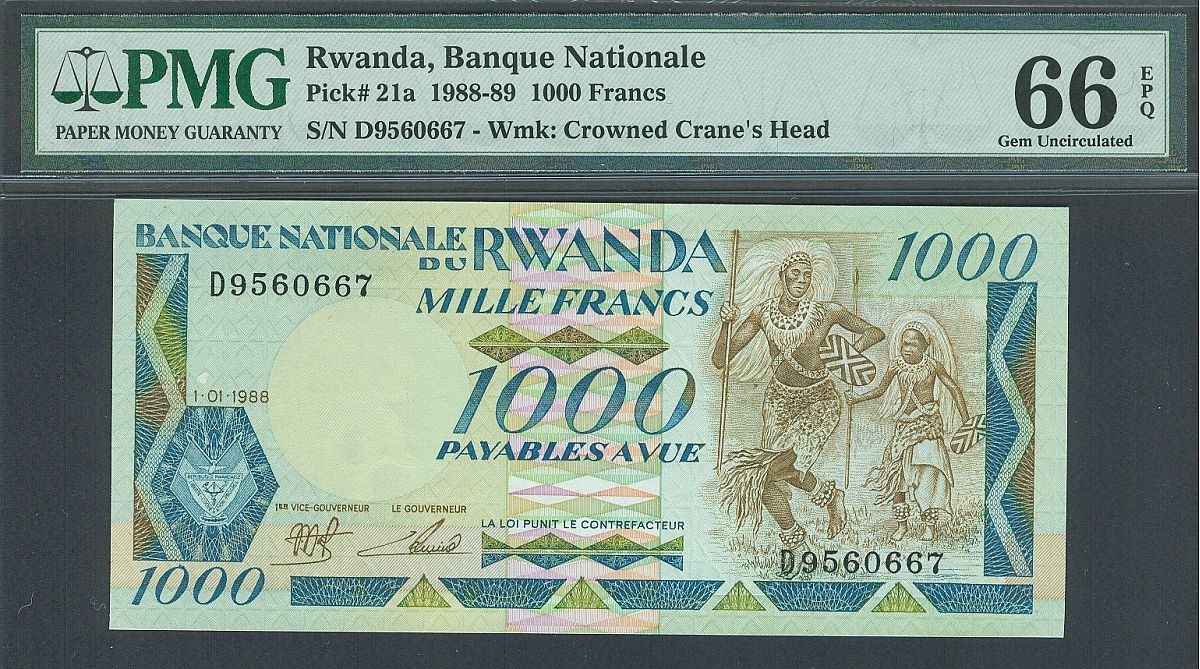 PMG
PAPER MONEY GUARANTY
Rwanda, Banque Nationale
Pick# 21a 1988-89 1000 Francs
S/N D9560667 - Wmk: Crowned Crane's Head
66
EPQ
Gem Uncirculated
BANQUE NATIONALE
DU RWANDA
1000
D9560667
MILLE FRANCS
1000
1·01·1988
PAYABLES A VUE
REPUBLIQUE RWANDAISE
1ER VICE-GOUVERNEUR LE GOUVERNEUR
LA LOI PUNIT LE CONTREFACTEUR
D9560667
1000